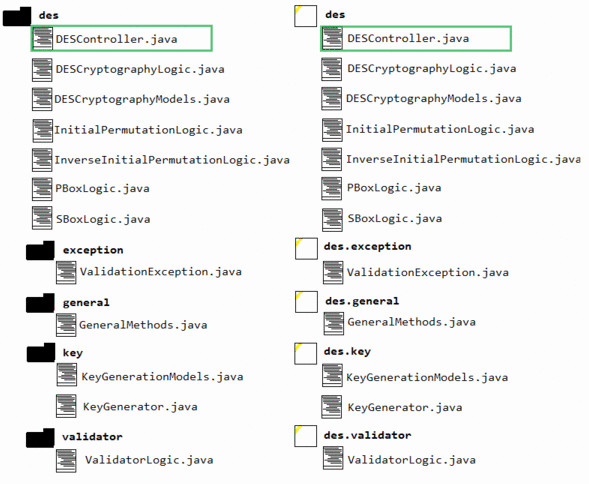 des
DESController.java
DESCryptographyLogic.java
DESCryptographyModels.java
InitialPermutationLogic.java
InverseInitialPermutationLogic.java
PBoxLogic.java
SBoxLogic.java
exception
ValidationException.java
general
GeneralMethods.java
key
KeyGenerationModels.java
KeyGenerator.java
validator
ValidatorLogic.java
des
DESController.java
DESCryptographyLogic.java
DESCryptographyModels.java
InitialPermutationLogic.java
InverseInitialPermutationLogic.java
PBoxLogic.java
SBoxLogic.java
des.exception
ValidationException.java
des.general
GeneralMethods.java
des.key
KeyGenerationModels.java
KeyGenerator.java
des.validator
ValidatorLogic.java